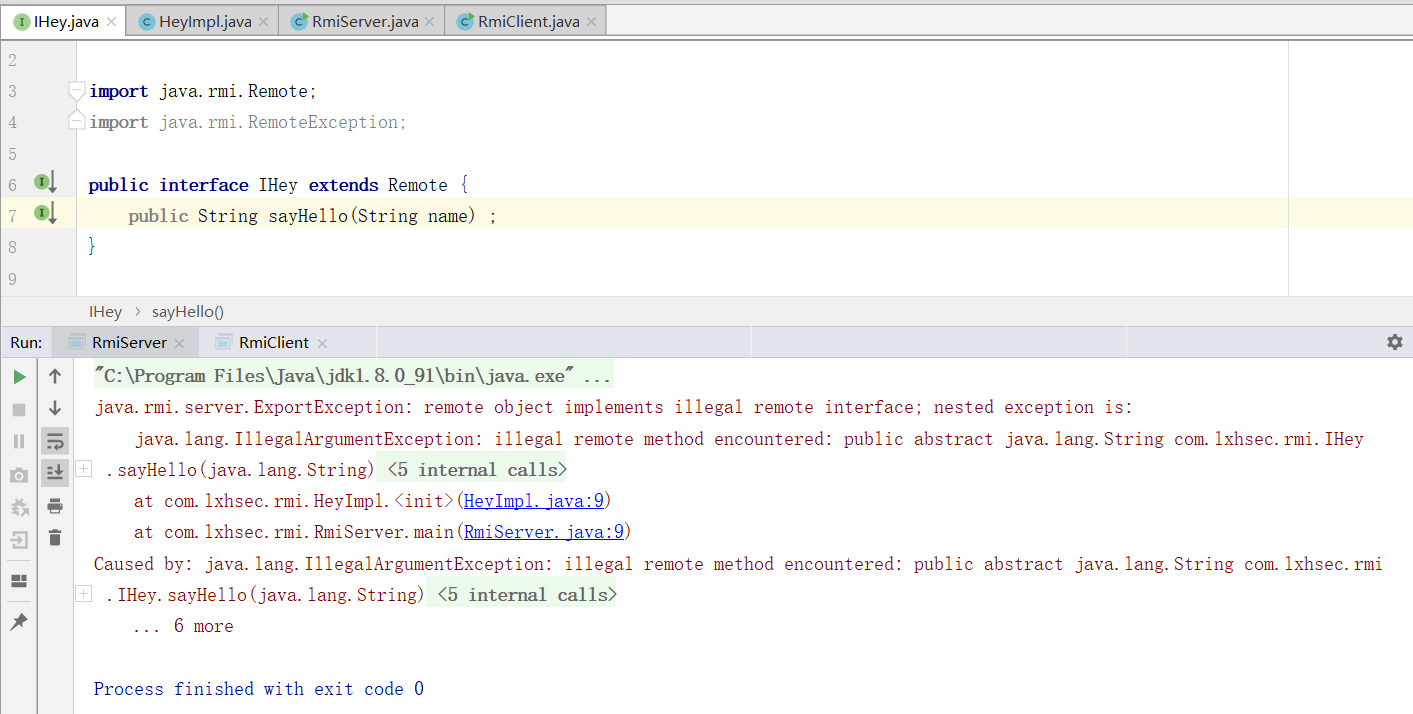 IHey.java HeyImpl.java RmiServer.java RmiClient.java
2
3 import java.rmi.Remote;
4 import java.rmi.RemoteException;
5
6 public interface IHey extends Remote {
7 public String sayHello(String name) ;
8 }
9
IHey › sayHello()
Run: RmiServer RmiClient
"C:\Program Files\Java\jdk1.8.0_91\bin\java.exe" ...
java.rmi.server.ExportException: remote object implements illegal remote interface; nested exception is:
java.lang.IllegalArgumentException: illegal remote method encountered: public abstract java.lang.String com.lxhsec.rmi.IHey
.sayHello(java.lang.String) <5 internal calls>
at com.lxhsec.rmi.HeyImpl.<init>(HeyImpl.java:9)
at com.lxhsec.rmi.RmiServer.main(RmiServer.java:9)
Caused by: java.lang.IllegalArgumentException: illegal remote method encountered: public abstract java.lang.String com.lxhsec.rmi
.IHey.sayHello(java.lang.String) <5 internal calls>
... 6 more
Process finished with exit code 0